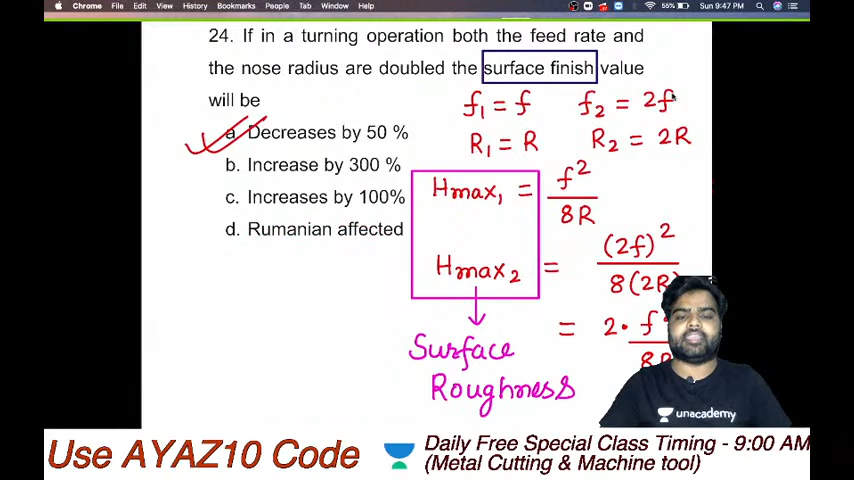 Chrome File Edit View History Bookmarks People Tab Window Help 55% Sun 9:47 PM
24. If in a turning operation both the feed rate and
the nose radius are doubled the surface finish value
will be
a. Decreases by 50 %
b. Increase by 300 %
c. Increases by 100%
d. Rumanian affected
f₁ = f f₂ = 2f
R₁ = R R₂ = 2R
Hmax₁ = f²
8R
Hmax₂ = (2f)²
8(2R)
= 2 · f²
8R
Surface
Roughness
unacademy
Use AYAZ10 Code
Daily Free Special Class Timing - 9:00 AM
(Metal Cutting & Machine tool)